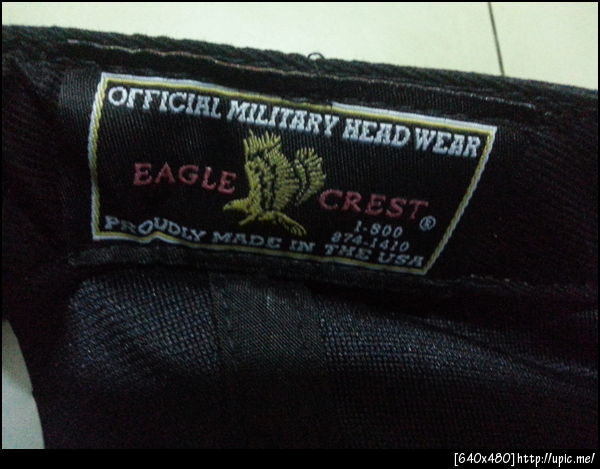 OFFICIAL MILITARY HEAD WEAR
EAGLE CREST®
1-800
874-1410
PROUDLY MADE IN THE USA
[640x480]http://upic.me/